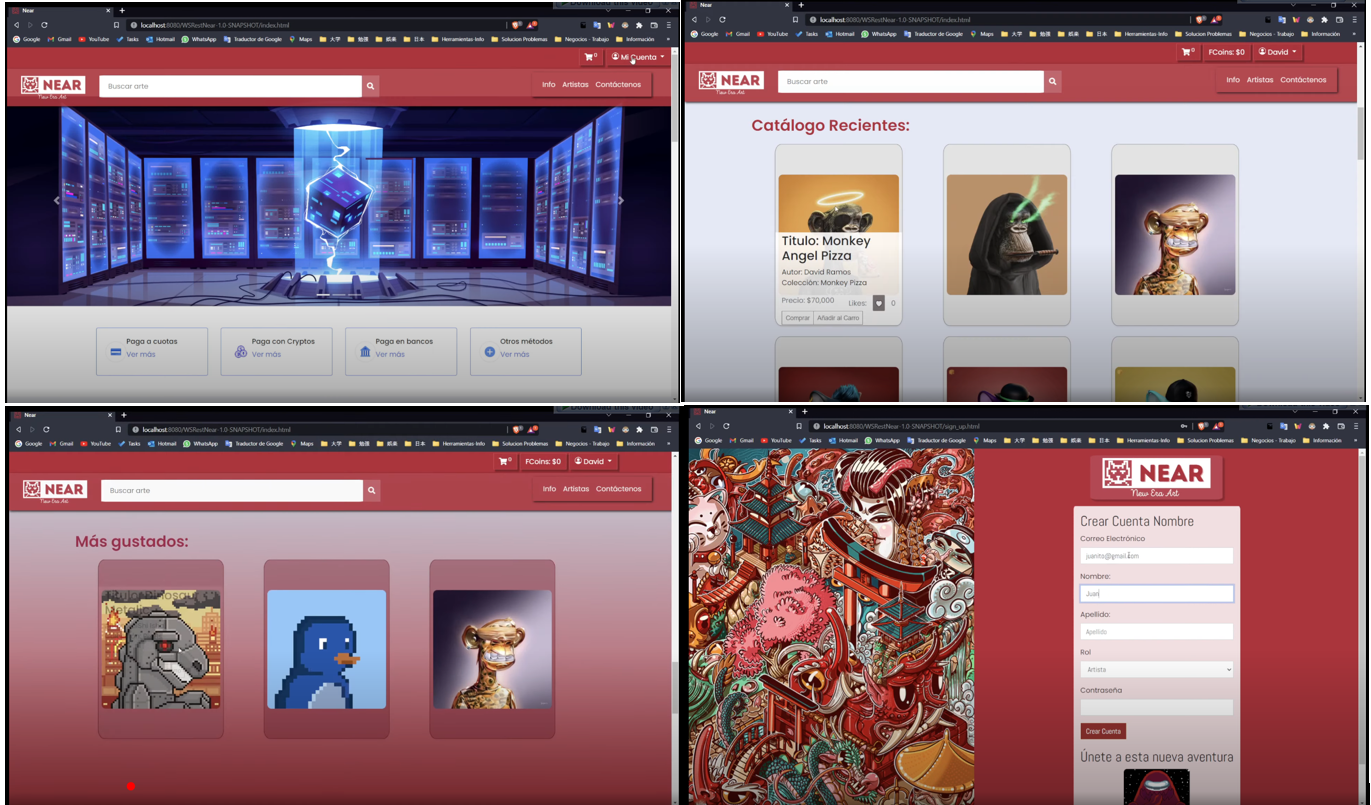 Near
localhost:8080/WSRestNear-1.0-SNAPSHOT/index.html
Google Gmail YouTube Tasks Hotmail WhatsApp Traductor de Google Maps 大学 勉強 娯楽 日本 Herramientas-Info Solucion Problemas Negocios - Trabajo Información
0 Mi Cuenta
NEAR
New Era Art
Buscar arte
Info Artistas Contáctenos
Paga a cuotas
Ver más
Paga con Cryptos
Ver más
Paga en bancos
Ver más
Otros métodos
Ver más
Near
localhost:8080/WSRestNear-1.0-SNAPSHOT/index.html
Google Gmail YouTube Tasks Hotmail WhatsApp Traductor de Google Maps 大学 勉強 娯楽 日本 Herramientas-Info Solucion Problemas Negocios - Trabajo Información
0 FCoins: $0 David
NEAR
New Era Art
Buscar arte
Info Artistas Contáctenos
Catálogo Recientes:
Titulo: Monkey
Angel Pizza
Autor: David Ramos
Colección: Monkey Pizza
Precio: $70,000 Likes: 0
Comprar Añadir al Carro
Near
localhost:8080/WSRestNear-1.0-SNAPSHOT/index.html
Google Gmail YouTube Tasks Hotmail WhatsApp Traductor de Google Maps 大学 勉強 娯楽 日本 Herramientas-Info Solucion Problemas Negocios - Trabajo Información
0 FCoins: $0 David
NEAR
New Era Art
Buscar arte
Info Artistas Contáctenos
Más gustados:
Near
localhost:8080/WSRestNear-1.0-SNAPSHOT/sign_up.html
Google Gmail YouTube Tasks Hotmail WhatsApp Traductor de Google Maps 大学 勉強 娯楽 日本 Herramientas-Info Solucion Problemas Negocios - Trabajo Información
NEAR
New Era Art
Crear Cuenta Nombre
Correo Electrónico
juanito@gmail.com
Nombre:
Juan
Apellido:
Apellido
Rol
Artista
Contraseña
Crear Cuenta
Únete a esta nueva aventura